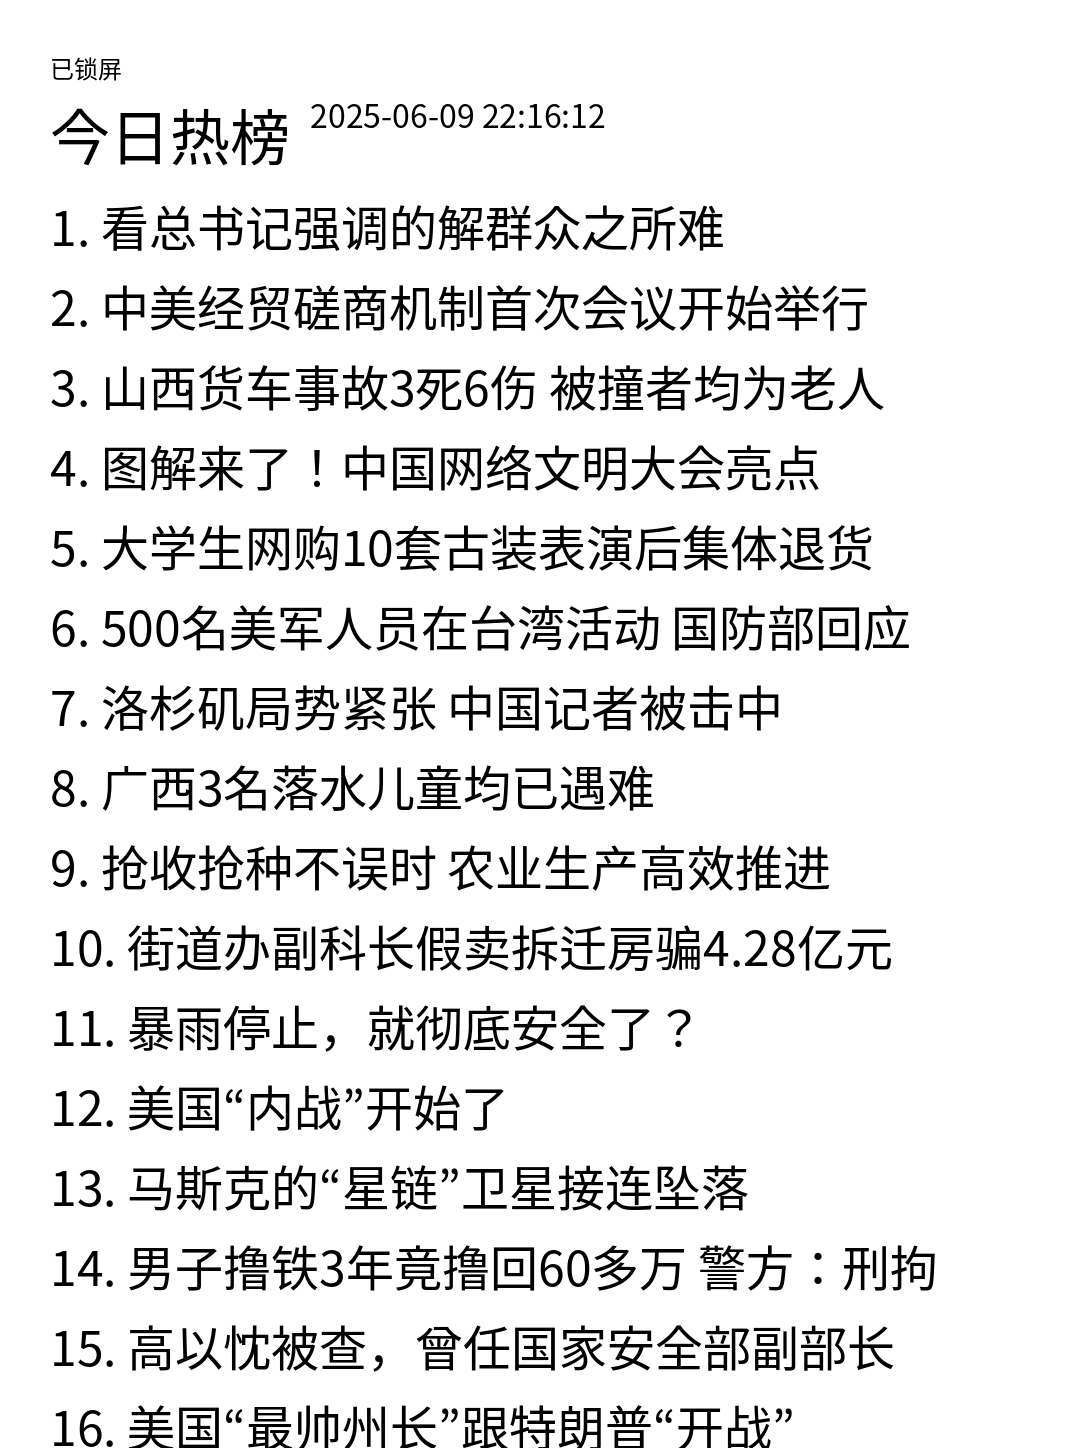 已锁屏
今日热榜 2025-06-09 22:16:12
1. 看总书记强调的解群众之所难
2. 中美经贸磋商机制首次会议开始举行
3. 山西货车事故3死6伤 被撞者均为老人
4. 图解来了！中国网络文明大会亮点
5. 大学生网购10套古装表演后集体退货
6. 500名美军人员在台湾活动 国防部回应
7. 洛杉矶局势紧张 中国记者被击中
8. 广西3名落水儿童均已遇难
9. 抢收抢种不误时 农业生产高效推进
10. 街道办副科长假卖拆迁房骗4.28亿元
11. 暴雨停止，就彻底安全了？
12. 美国“内战”开始了
13. 马斯克的“星链”卫星接连坠落
14. 男子撸铁3年竟撸回60多万 警方：刑拘
15. 高以忱被查，曾任国家安全部副部长
16. 美国“最帅州长”跟特朗普“开战”